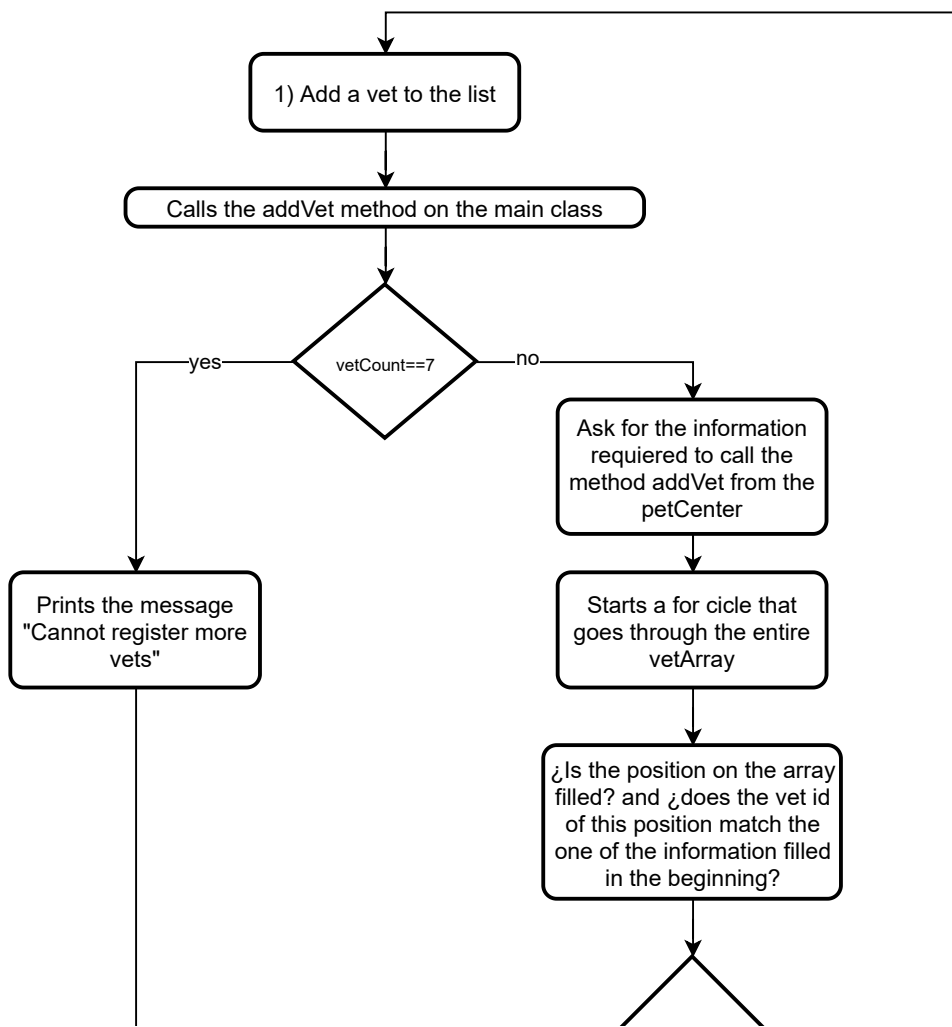 1) Add a vet to the list
Calls the addVet method on the main class
vetCount==7
yes
no
Ask for the information
requiered to call the
method addVet from the
petCenter
Prints the message
"Cannot register more
vets"
Starts a for cicle that
goes through the entire
vetArray
¿Is the position on the array
filled? and ¿does the vet id
of this position match the
one of the information filled
in the beginning?